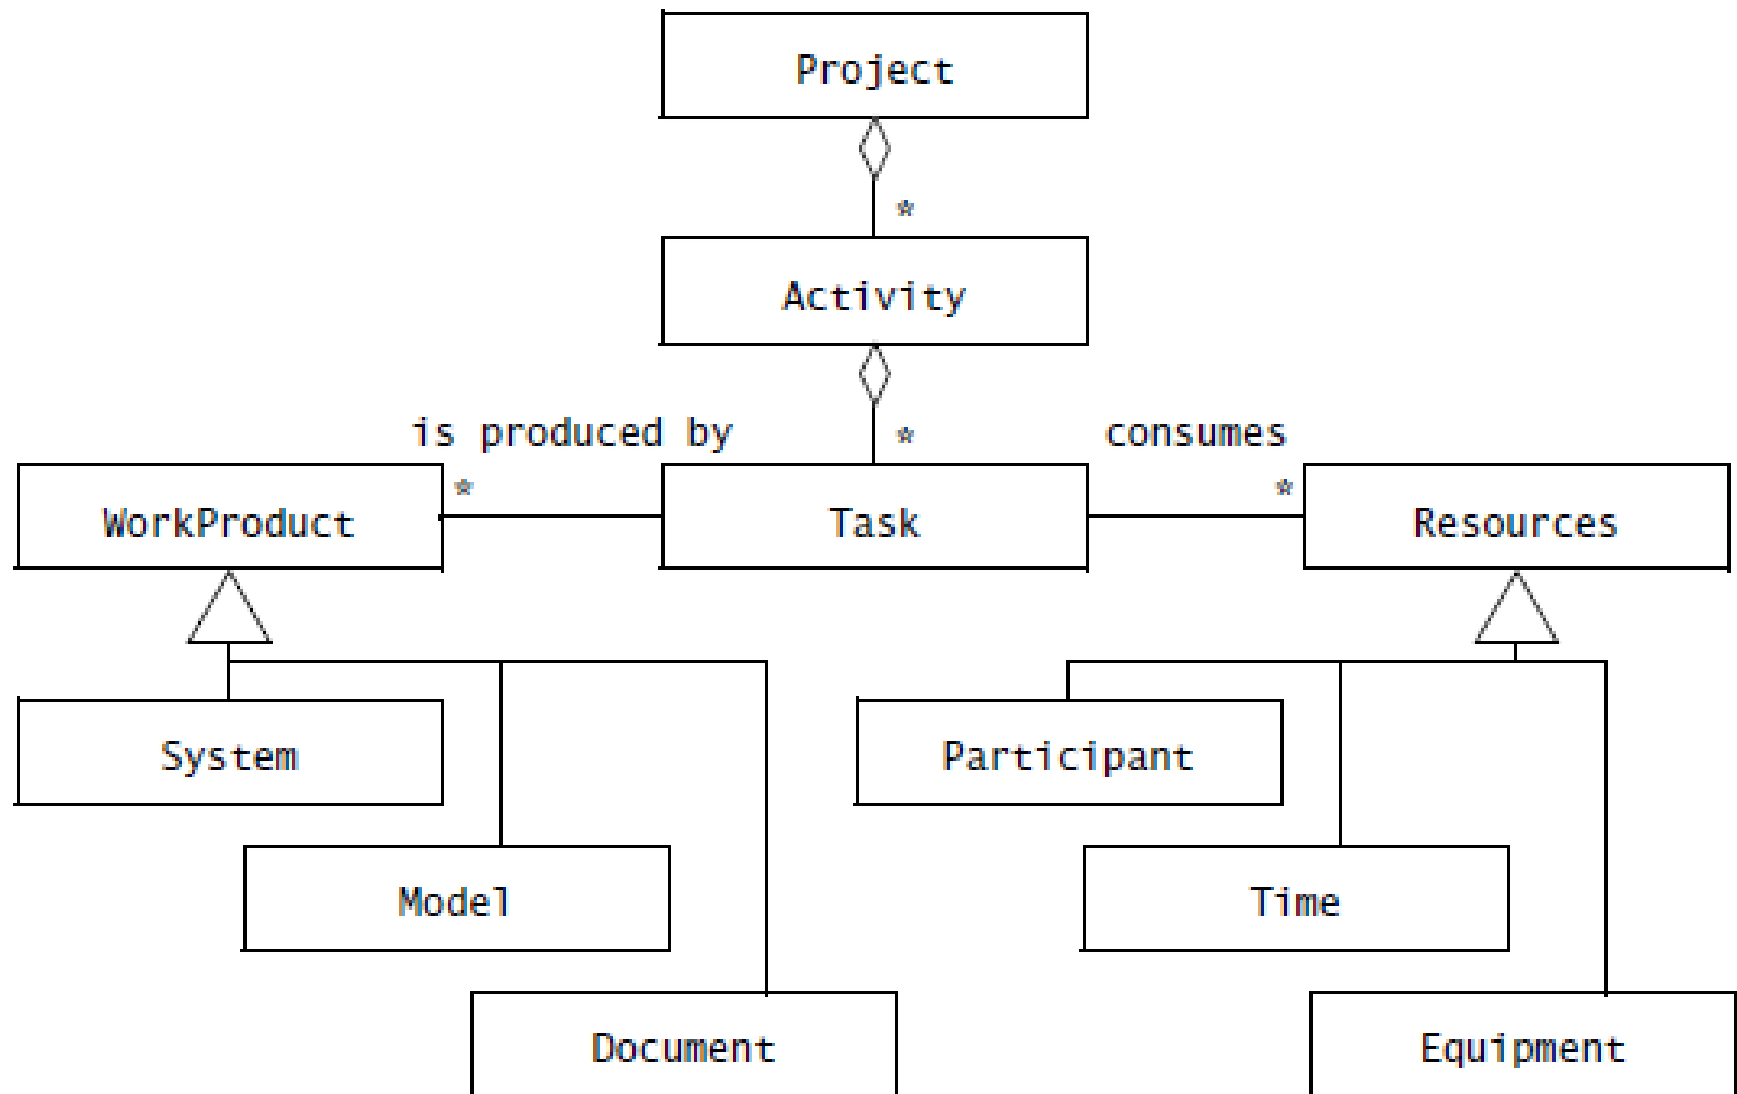 Project
*
Activity
is produced by
*
consumes
*
*
WorkProduct
Task
Resources
System
Participant
Model
Time
Document
Equipment